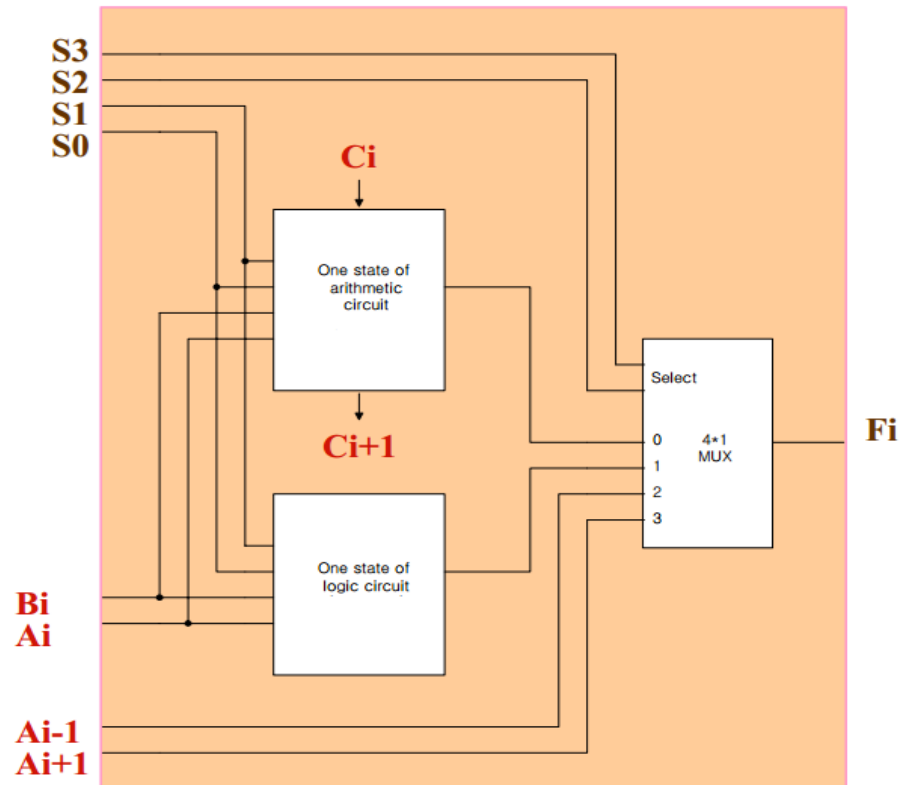 S3
S2
S1
S0
Ci
One state of
arithmetic
circuit
Ci+1
Select
0
1
2
3
4*1
MUX
Fi
One state of
logic circuit
Bi
Ai
Ai-1
Ai+1